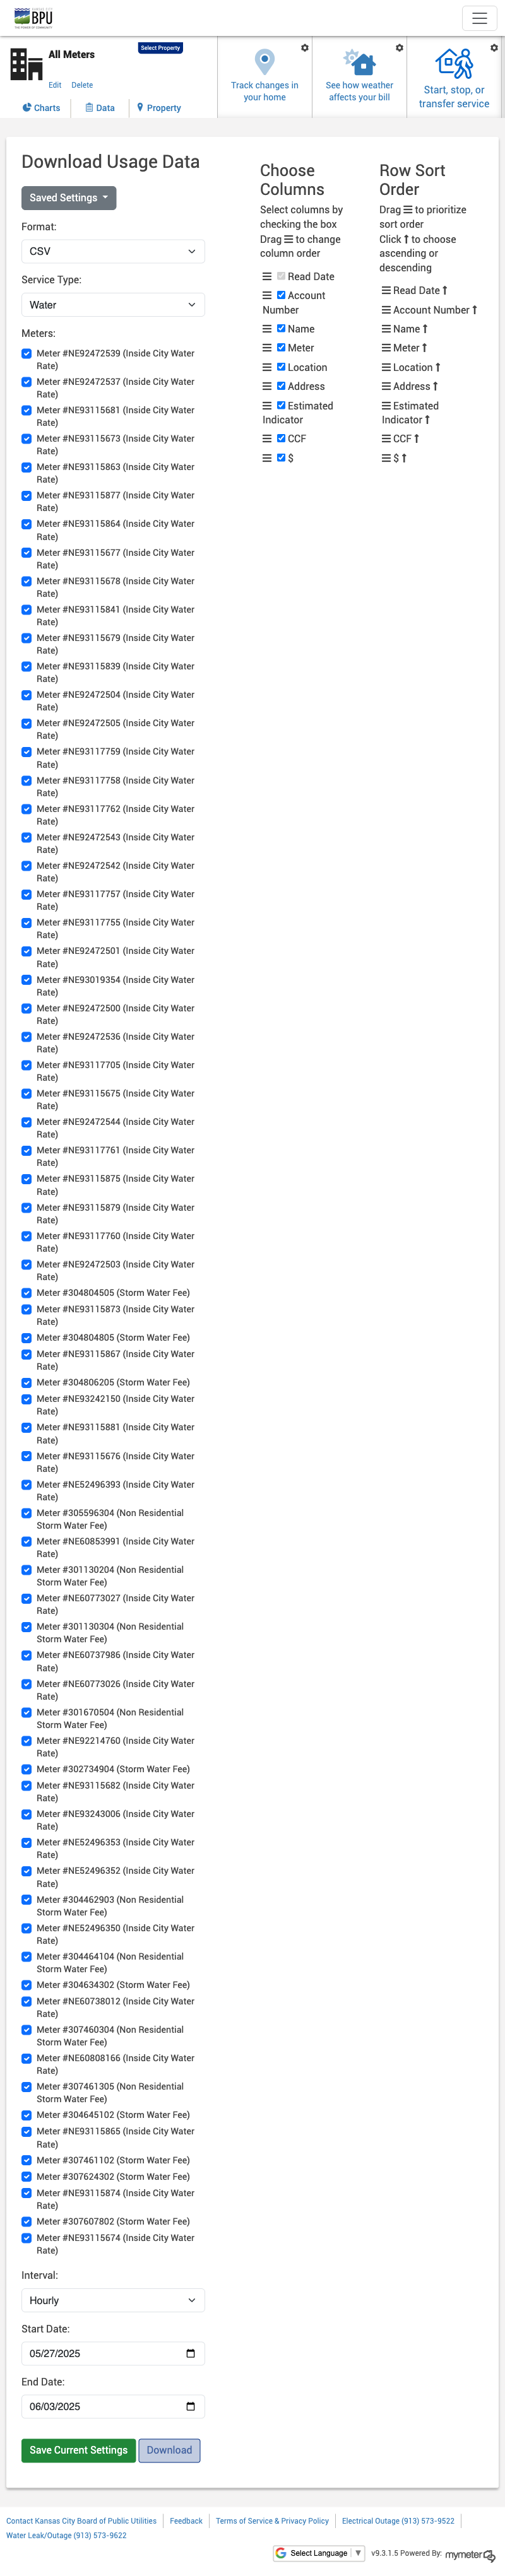 BPU
KANSAS CITY BOARD OF PUBLIC UTILITIES
All Meters
Select Property
Edit Delete
Charts Data Property
Track changes in
your home
See how weather
affects your bill
Start, stop, or
transfer service
Download Usage Data
Saved Settings
Format:
CSV
Service Type:
Water
Meters:
Meter #NE92472539 (Inside City Water
Rate)
Meter #NE92472537 (Inside City Water
Rate)
Meter #NE93115681 (Inside City Water
Rate)
Meter #NE93115673 (Inside City Water
Rate)
Meter #NE93115863 (Inside City Water
Rate)
Meter #NE93115877 (Inside City Water
Rate)
Meter #NE93115864 (Inside City Water
Rate)
Meter #NE93115677 (Inside City Water
Rate)
Meter #NE93115678 (Inside City Water
Rate)
Meter #NE93115841 (Inside City Water
Rate)
Meter #NE93115679 (Inside City Water
Rate)
Meter #NE93115839 (Inside City Water
Rate)
Meter #NE92472504 (Inside City Water
Rate)
Meter #NE92472505 (Inside City Water
Rate)
Meter #NE93117759 (Inside City Water
Rate)
Meter #NE93117758 (Inside City Water
Rate)
Meter #NE93117762 (Inside City Water
Rate)
Meter #NE92472543 (Inside City Water
Rate)
Meter #NE92472542 (Inside City Water
Rate)
Meter #NE93117757 (Inside City Water
Rate)
Meter #NE93117755 (Inside City Water
Rate)
Meter #NE92472501 (Inside City Water
Rate)
Meter #NE93019354 (Inside City Water
Rate)
Meter #NE92472500 (Inside City Water
Rate)
Meter #NE92472536 (Inside City Water
Rate)
Meter #NE93117705 (Inside City Water
Rate)
Meter #NE93115675 (Inside City Water
Rate)
Meter #NE92472544 (Inside City Water
Rate)
Meter #NE93117761 (Inside City Water
Rate)
Meter #NE93115875 (Inside City Water
Rate)
Meter #NE93115879 (Inside City Water
Rate)
Meter #NE93117760 (Inside City Water
Rate)
Meter #NE92472503 (Inside City Water
Rate)
Meter #304804505 (Storm Water Fee)
Meter #NE93115873 (Inside City Water
Rate)
Meter #304804805 (Storm Water Fee)
Meter #NE93115867 (Inside City Water
Rate)
Meter #304806205 (Storm Water Fee)
Meter #NE93242150 (Inside City Water
Rate)
Meter #NE93115881 (Inside City Water
Rate)
Meter #NE93115676 (Inside City Water
Rate)
Meter #NE52496393 (Inside City Water
Rate)
Meter #305596304 (Non Residential
Storm Water Fee)
Meter #NE60853991 (Inside City Water
Rate)
Meter #301130204 (Non Residential
Storm Water Fee)
Meter #NE60773027 (Inside City Water
Rate)
Meter #301130304 (Non Residential
Storm Water Fee)
Meter #NE60737986 (Inside City Water
Rate)
Meter #NE60773026 (Inside City Water
Rate)
Meter #301670504 (Non Residential
Storm Water Fee)
Meter #NE92214760 (Inside City Water
Rate)
Meter #302734904 (Storm Water Fee)
Meter #NE93115682 (Inside City Water
Rate)
Meter #NE93243006 (Inside City Water
Rate)
Meter #NE52496353 (Inside City Water
Rate)
Meter #NE52496352 (Inside City Water
Rate)
Meter #304462903 (Non Residential
Storm Water Fee)
Meter #NE52496350 (Inside City Water
Rate)
Meter #304464104 (Non Residential
Storm Water Fee)
Meter #304634302 (Storm Water Fee)
Meter #NE60738012 (Inside City Water
Rate)
Meter #307460304 (Non Residential
Storm Water Fee)
Meter #NE60808166 (Inside City Water
Rate)
Meter #307461305 (Non Residential
Storm Water Fee)
Meter #304645102 (Storm Water Fee)
Meter #NE93115865 (Inside City Water
Rate)
Meter #307461102 (Storm Water Fee)
Meter #307624302 (Storm Water Fee)
Meter #NE93115874 (Inside City Water
Rate)
Meter #307607802 (Storm Water Fee)
Meter #NE93115674 (Inside City Water
Rate)
Interval:
Hourly
Start Date:
05/27/2025
End Date:
06/03/2025
Save Current Settings Download
Choose
Columns
Select columns by
checking the box
Drag to change
column order
Read Date
Account
Number
Name
Meter
Location
Address
Estimated
Indicator
CCF
$
Row Sort
Order
Drag to prioritize
sort order
Click to choose
ascending or
descending
Read Date
Account Number
Name
Meter
Location
Address
Estimated
Indicator
CCF
$
Contact Kansas City Board of Public Utilities Feedback Terms of Service & Privacy Policy Electrical Outage (913) 573-9522
Water Leak/Outage (913) 573-9622
Select Language ▼ v9.3.1.5 Powered By: mymeter